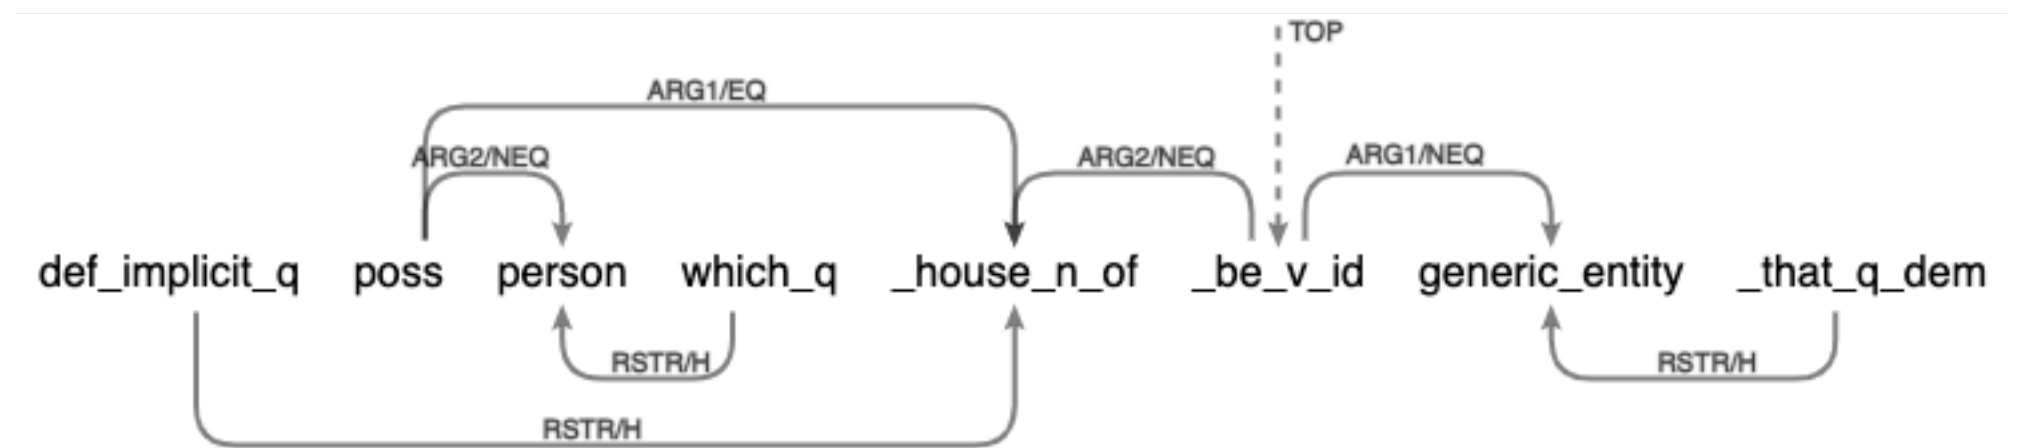 TOP
ARG1/EQ
ARG2/NEQ ARG2/NEQ ARG1/NEQ
def_implicit_q poss person which_q _house_n_of _be_v_id generic_entity _that_q_dem
RSTR/H RSTR/H
RSTR/H